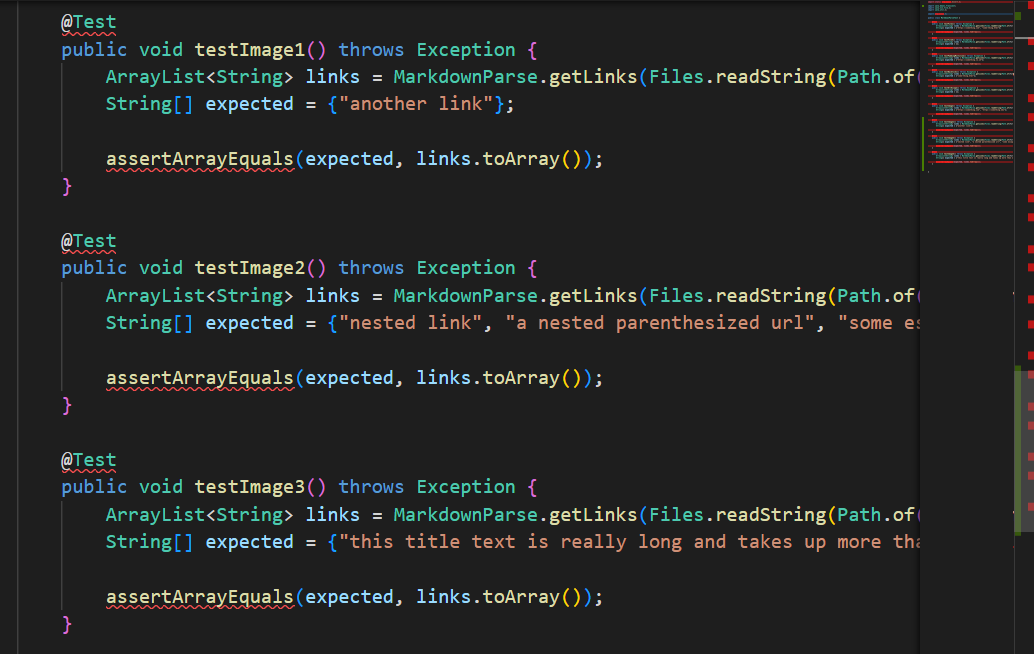 @Test
public void testImage1() throws Exception {
ArrayList<String> links = MarkdownParse.getLinks(Files.readString(Path.of(
String[] expected = {"another link"};
assertArrayEquals(expected, links.toArray());
}
@Test
public void testImage2() throws Exception {
ArrayList<String> links = MarkdownParse.getLinks(Files.readString(Path.of(
String[] expected = {"nested link", "a nested parenthesized url", "some es
assertArrayEquals(expected, links.toArray());
}
@Test
public void testImage3() throws Exception {
ArrayList<String> links = MarkdownParse.getLinks(Files.readString(Path.of(
String[] expected = {"this title text is really long and takes up more tha
assertArrayEquals(expected, links.toArray());
}